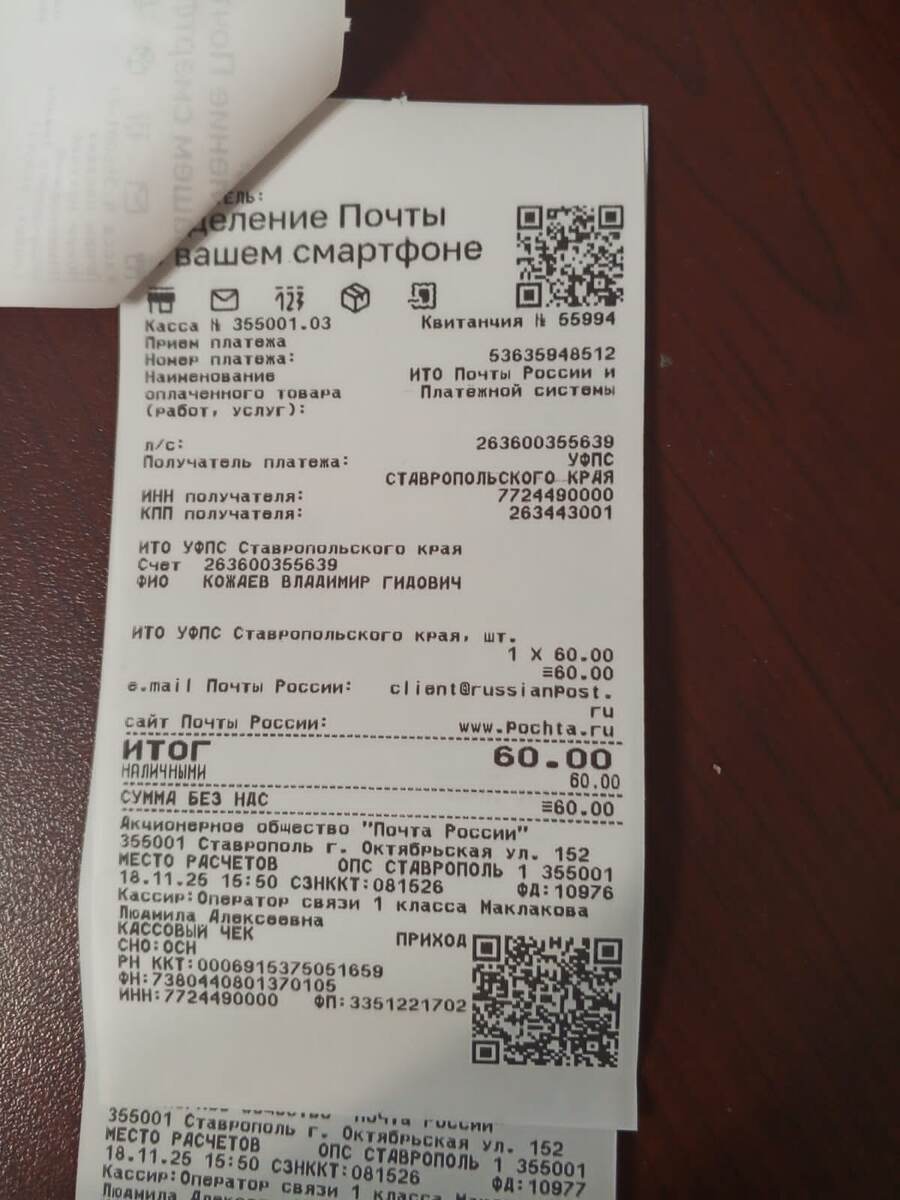 ЕЛЬ:
деление Почты
вашем смартфоне
Касса № 355001.03 Квитанция № 55994
Прием платежа
Номер платежа: 53635948512
Наименование ИТО Почты России и
оплаченного товара Платёжной системы
(работ, услуг):
л/с: 263600355639
Получатель платежа: УФПС
СТАВРОПОЛЬСКОГО КРАЯ
ИНН получателя: 7724490000
КПП получателя: 263443001
ИТО УФПС Ставропольского края
Счет 263600355639
ФИО КОЖАЕВ ВЛАДИМИР ГИДОВИЧ
ИТО УФПС Ставропольского края, шт.
1 X 60.00
≡60.00
e.mail Почты России: client@russianPost.
ru
сайт Почты России: www.Pochta.ru
ИТОГ 60.00
НАЛИЧНЫМИ 60.00
СУММА БЕЗ НДС ≡60.00
Акционерное общество "Почта России"
355001 Ставрополь г. Октябрьская ул. 152
МЕСТО РАСЧЕТОВ ОПС СТАВРОПОЛЬ 1 355001
18.11.25 15:50 СЗНККТ:081526 ФД:10976
Кассир:Оператор связи 1 класса Маклакова
Людмила Алексеевна
КАССОВЫЙ ЧЕК ПРИХОД
СНО:ОСН
РН ККТ:0006915375051659
ФН:7380440801370105
ИНН:7724490000 ФП:3351221702
Почта России
355001 Ставрополь г. Октябрьская ул. 152
МЕСТО РАСЧЕТОВ ОПС СТАВРОПОЛЬ 1 355001
18.11.25 15:50 СЗНККТ:081526 ФД:10977
Кассир:Оператор связи 1 класса Маклакова
Людмила